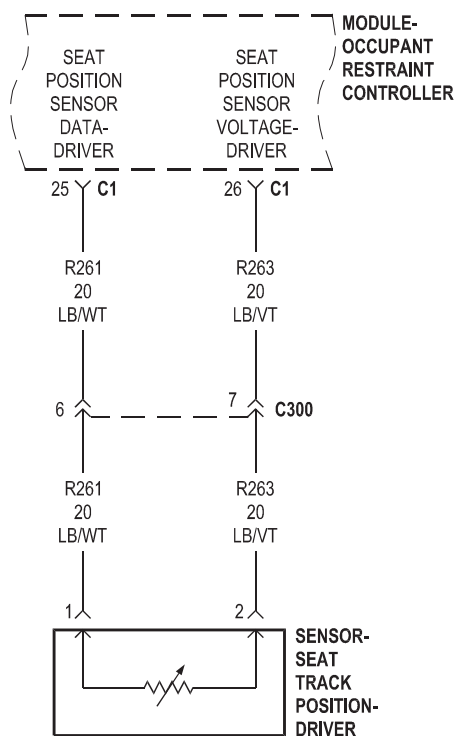 MODULE-
OCCUPANT
RESTRAINT
CONTROLLER
SEAT
POSITION
SENSOR
DATA-
DRIVER
SEAT
POSITION
SENSOR
VOLTAGE-
DRIVER
25 C1
26 C1
R261
20
LB/WT
R263
20
LB/VT
6
7
C300
R261
20
LB/WT
R263
20
LB/VT
1
2
SENSOR-
SEAT
TRACK
POSITION-
DRIVER